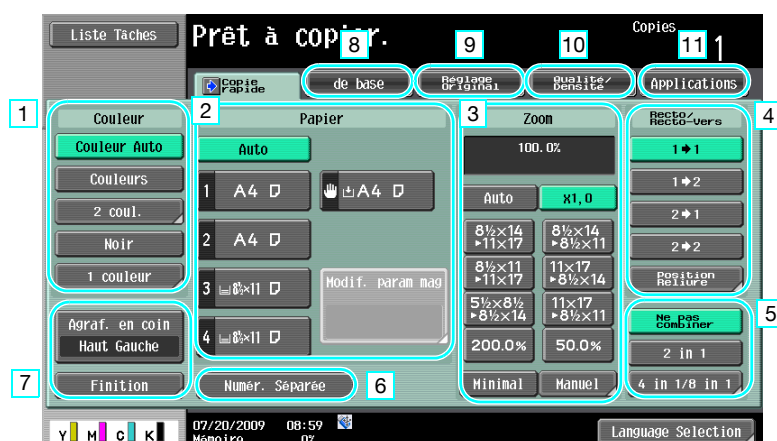 Liste Tâches
Prêt à copier.
Copies
1
8
9
10
11
Copie Rapide
de base
Réglage Original
Qualité/ Densité
Applications
1
Couleur
Couleur Auto
Couleurs
2 coul.
Noir
1 couleur
2
Papier
Auto
1 A4
A4
2 A4
3 8½×11
4 8½×11
Modif. param mag
3
Zoom
100.0%
Auto
x1,0
8½×14 ▸11×17
8½×14 ▸8½×11
8½×11 ▸11×17
11×17 ▸8½×14
5½×8½ ▸8½×14
11×17 ▸8½×11
200.0%
50.0%
Minimal
Manuel
4
Recto/ Recto-Vers
1➧1
1➧2
2➧1
2➧2
Position Reliure
5
Ne pas combiner
2 in 1
4 in 1/8 in 1
Agraf. en coin
Haut Gauche
7
Finition
Numér. Séparée
6
Y M C K
07/20/2009 08:59
Mémoire 0%
Language Selection